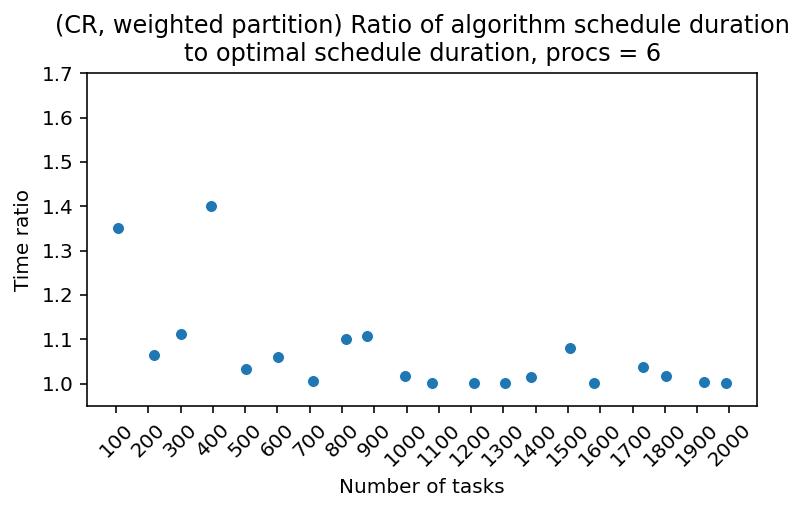 (CR, weighted partition) Ratio of algorithm schedule duration
to optimal schedule duration, procs = 6
1.7
1.6
1.5
1.4
1.3
1.2
1.1
1.0
Time ratio
100 200 300 400 500 600 700 800 900 1000 1100 1200 1300 1400 1500 1600 1700 1800 1900 2000
Number of tasks